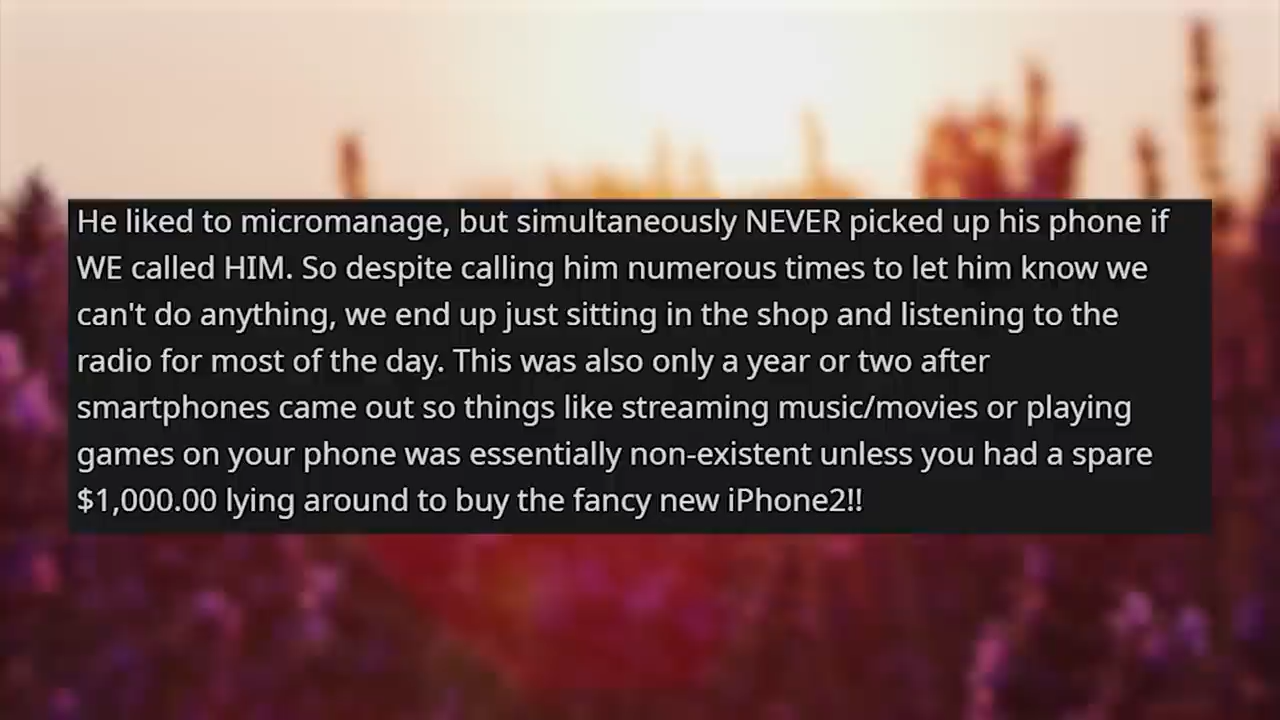 He liked to micromanage, but simultaneously NEVER picked up his phone if
WE called HIM. So despite calling him numerous times to let him know we
can't do anything, we end up just sitting in the shop and listening to the
radio for most of the day. This was also only a year or two after
smartphones came out so things like streaming music/movies or playing
games on your phone was essentially non-existent unless you had a spare
$1,000.00 lying around to buy the fancy new iPhone2!!